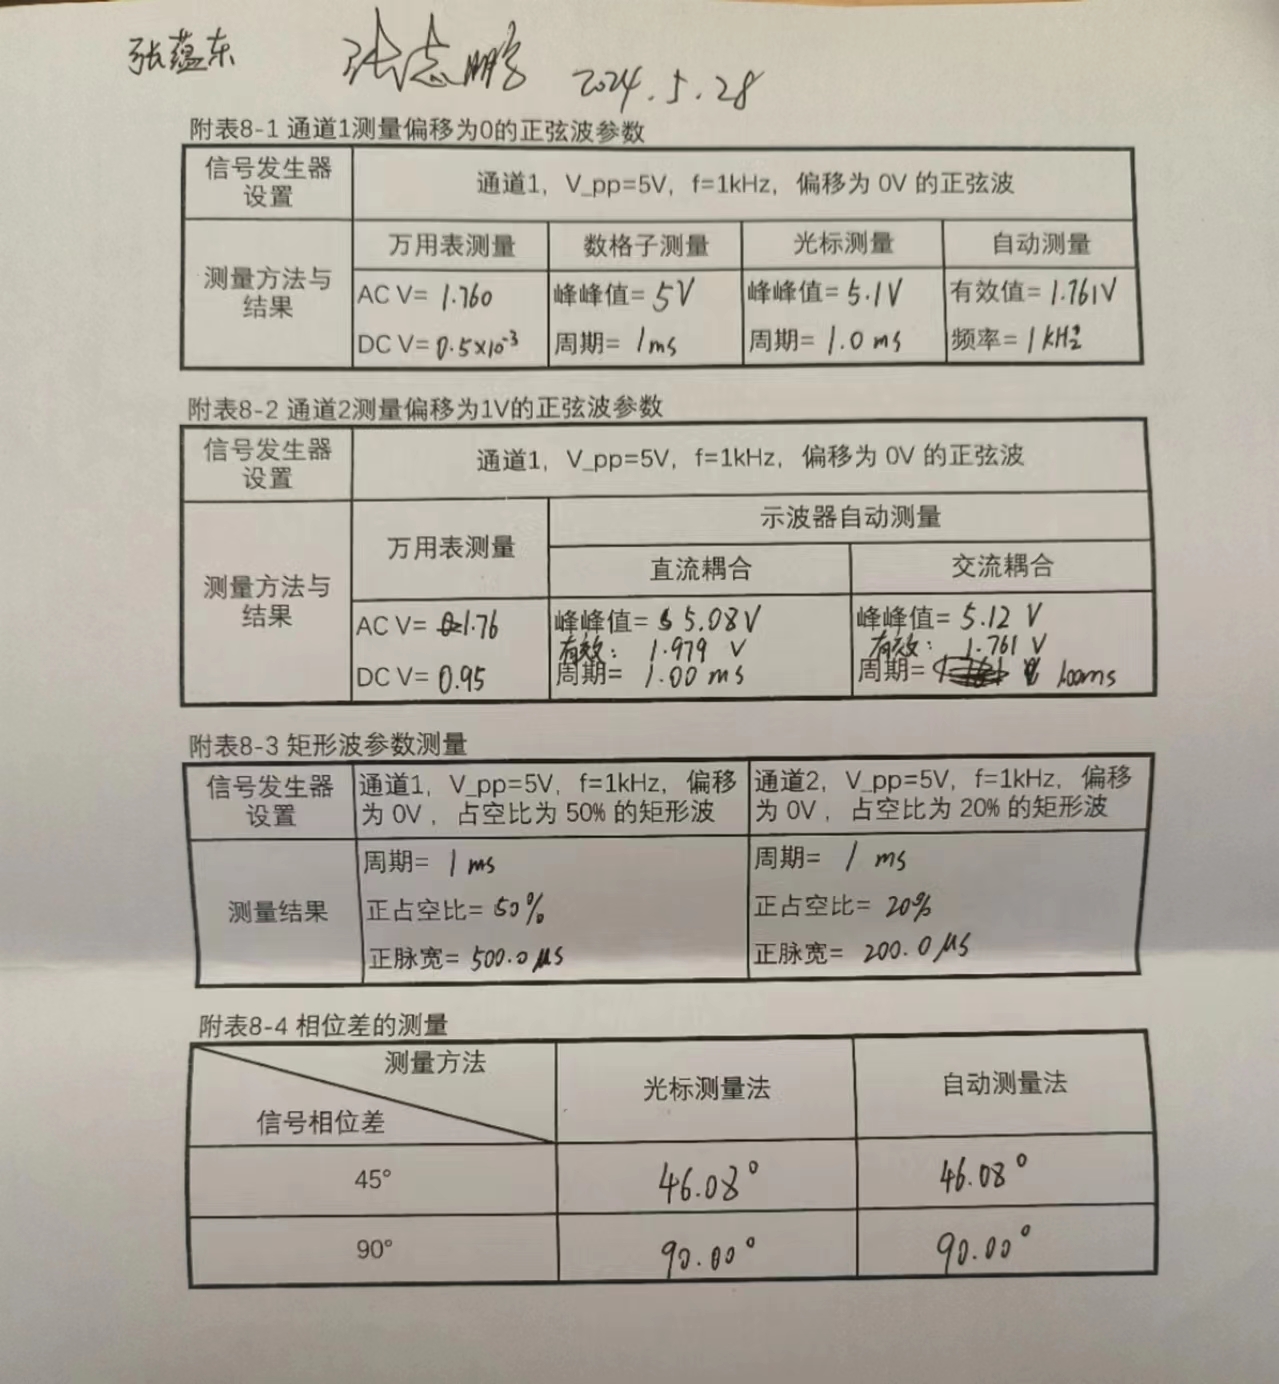 张蕴东 张志鹏 2024.5.28
附表8-1 通道1测量偏移为0的正弦波参数
信号发生器设置 通道1, V_pp=5V, f=1kHz, 偏移为 0V 的正弦波
测量方法与结果 万用表测量 数格子测量 光标测量 自动测量
AC V= 1.760 峰峰值= 5V 峰峰值= 5.1V 有效值= 1.761V
DC V= 0.5×10⁻³ 周期= 1ms 周期= 1.0 ms 频率= 1kHz
附表8-2 通道2测量偏移为1V的正弦波参数
信号发生器设置 通道1, V_pp=5V, f=1kHz, 偏移为 0V 的正弦波
测量方法与结果 万用表测量 示波器自动测量
直流耦合 交流耦合
AC V= 1.76 峰峰值= 5.08V 峰峰值= 5.12 V
有效: 1.979 V 有效: 1.761 V
DC V= 0.95 周期= 1.00 ms 周期= 1.00ms
附表8-3 矩形波参数测量
信号发生器设置 通道1, V_pp=5V, f=1kHz, 偏移为 0V , 占空比为 50% 的矩形波 通道2, V_pp=5V, f=1kHz, 偏移为 0V , 占空比为 20% 的矩形波
测量结果
周期= 1 ms 周期= 1 ms
正占空比= 50% 正占空比= 20%
正脉宽= 500.0 μs 正脉宽= 200.0 μs
附表8-4 相位差的测量
测量方法
信号相位差 光标测量法 自动测量法
45° 46.08° 46.08°
90° 90.00° 90.00°